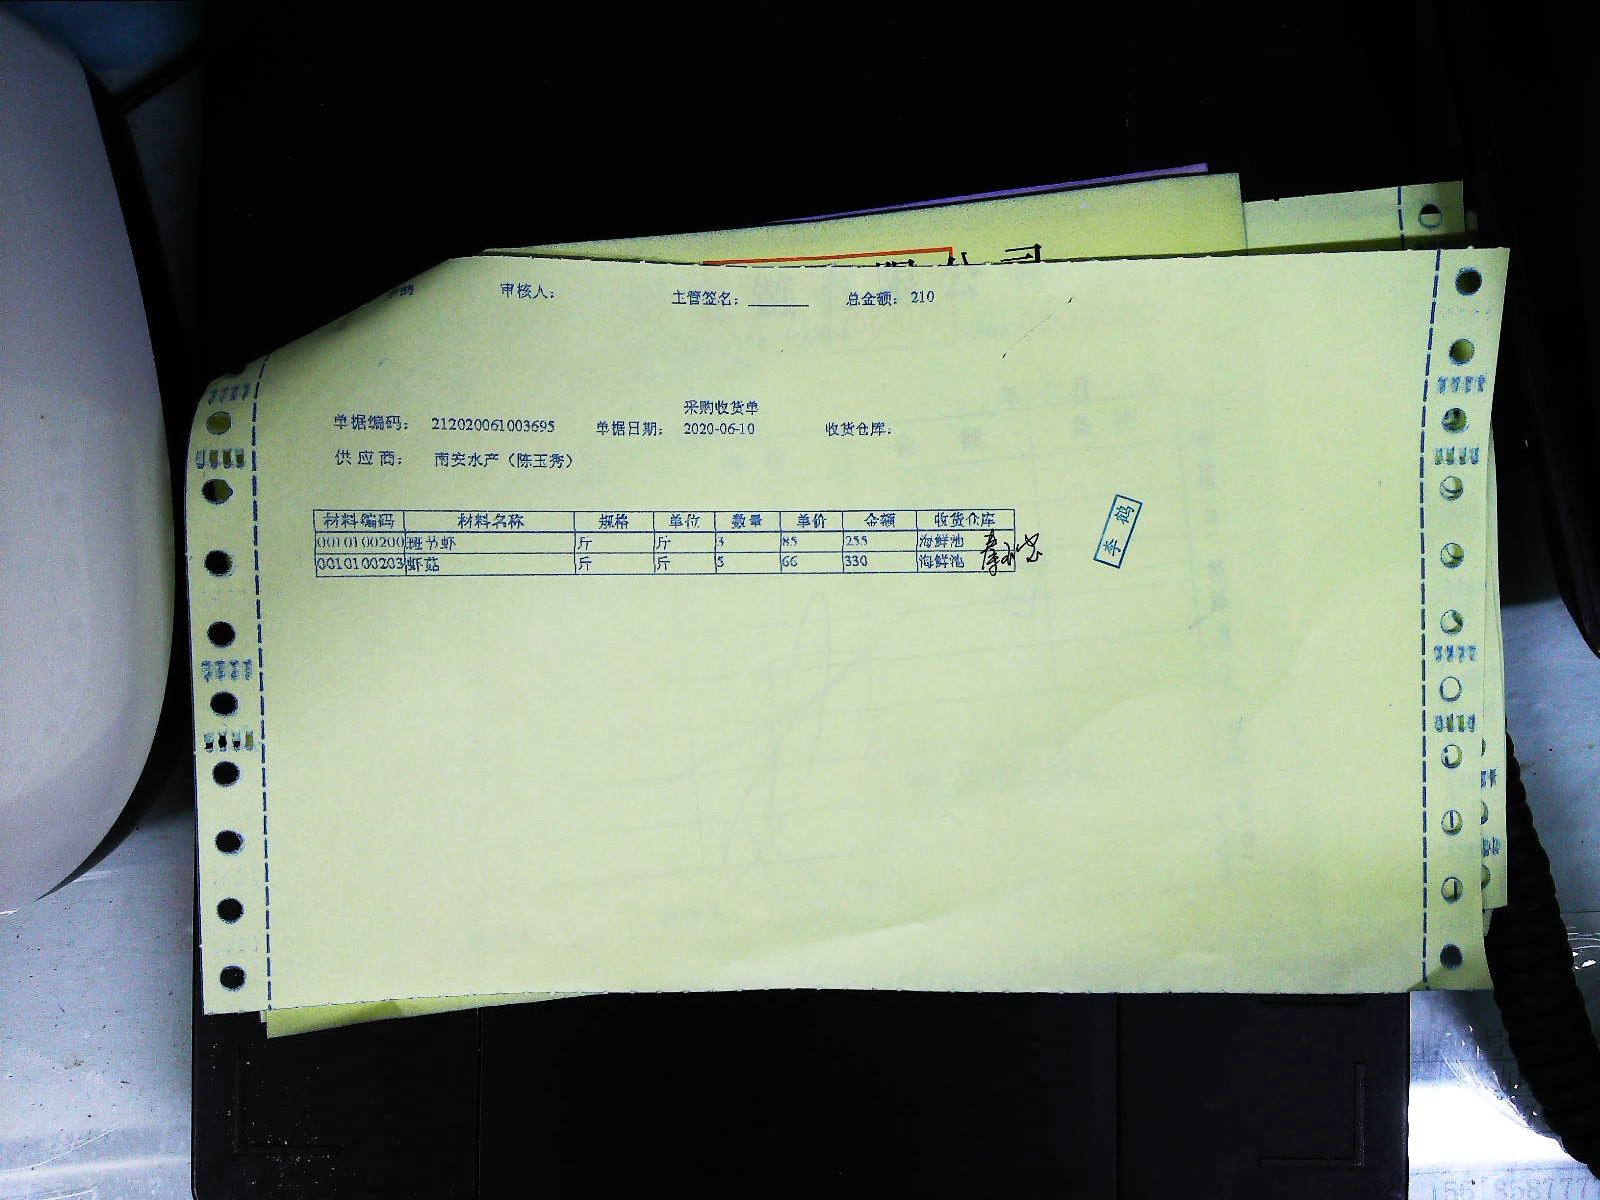 审核人： 主管签名：______ 总金额： 210
采购收货单
单据编码： 212020061003695 单据日期： 2020-06-10 收货仓库：
供应商： 南安水产（陈玉秀）
材料编码 材料名称 规格 单位 数量 单价 金额 收货仓库
0010100200 斑节虾 斤 斤 3 85 255 海鲜池
0010100203 虾菇 斤 斤 5 66 330 海鲜池
李鹤